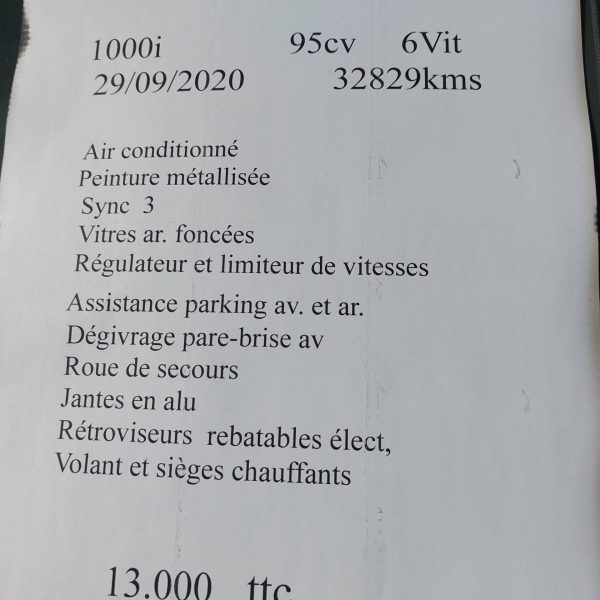 1000i 95cv 6Vit
29/09/2020 32829kms
Air conditionné
Peinture métallisée
Sync 3
Vitres ar. foncées
Régulateur et limiteur de vitesses
Assistance parking av. et ar.
Dégivrage pare-brise av
Roue de secours
Jantes en alu
Rétroviseurs rebatables élect,
Volant et sièges chauffants
13.000 ttc